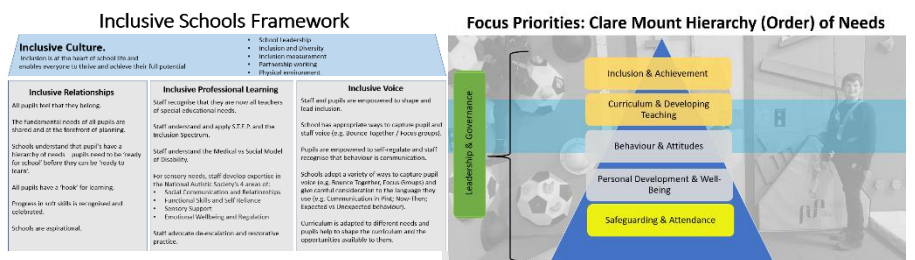 Inclusive Schools Framework
Inclusive Culture.
Inclusion is at the heart of school life and
enables everyone to thrive and achieve their full potential
• School Leadership
• Inclusion and Diversity
• Inclusion measurement
• Partnership working
• Physical environment
Inclusive Relationships
All pupils feel that they belong.
The fundamental needs of all pupils are
shared and at the forefront of planning.
Schools understand that pupil's have a
hierarchy of needs pupils need to be 'ready
for school' before they can be 'ready to
learn'.
All pupils have a 'hook' for learning.
Progress in soft skills is recognised and
celebrated.
Schools are aspirational.
Inclusive Professional Learning
Staff recognise that they are now all teachers
of special educational needs.
Staff understand and apply S.T.E.P. and the
Inclusion Spectrum.
Staff understand the Medical vs Social Model
of Disability.
For sensory needs, staff develop expertise in
the National Autistic Society's 4 areas of:
• Social Communication and Relationships
• Functional Skills and Self Reliance
• Sensory Support
• Emotional Wellbeing and Regulation
Staff advocate de-escalation and restorative
practice.
Inclusive Voice
Staff and pupils are empowered to shape and
lead inclusion.
School has appropriate ways to capture pupil and
staff voice (e.g. Bounce Together / Focus groups).
Pupils are empowered to self-regulate and staff
recognise that behaviour is communication.
Schools adopt a variety of ways to capture pupil
voice (e.g. Bounce Together, Focus Groups) and
give careful consideration to the language they
use (e.g. Communication in Print; Now-Then;
Expected vs Unexpected behaviour).
Curriculum is adapted to different needs and
pupils help to shape the curriculum and the
opportunities available to them.
Focus Priorities: Clare Mount Hierarchy (Order) of Needs
Leadership & Governance
Inclusion & Achievement
Curriculum & Developing
Teaching
Behaviour & Attitudes
Personal Development & Well-
Being
Safeguarding & Attendance